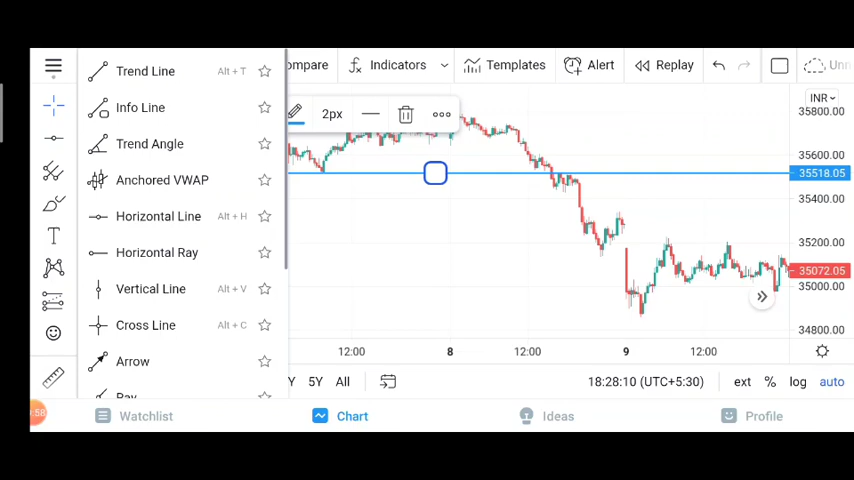 Trend Line Alt + T
Info Line
Trend Angle
Anchored VWAP
Horizontal Line Alt + H
Horizontal Ray
Vertical Line Alt + V
Cross Line Alt + C
Arrow
Ray
ompare Indicators Templates Alert Replay Unn
2px
INR
35800.00
35600.00
35518.05
35400.00
35200.00
35072.05
35000.00
34800.00
12:00 8 12:00 9 12:00
Y 5Y All 18:28:10 (UTC+5:30) ext % log auto
:58
Watchlist Chart Ideas Profile